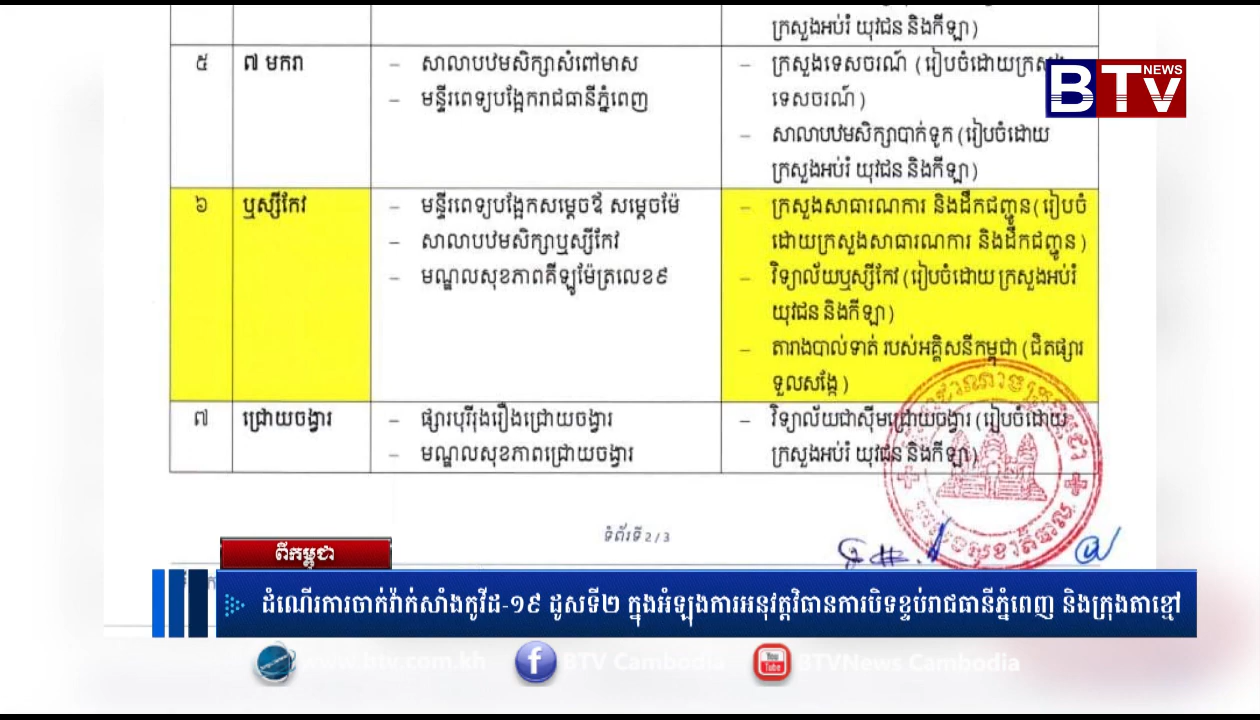 ក្រសួងអប់រំ យុវជន និងកីឡា)
៥
៧ មករា
– សាលាបឋមសិក្សាសំពៅមាស
– មន្ទីរពេទ្យបង្អែករាជធានីភ្នំពេញ
– ក្រសួងទេសចរណ៍ (រៀបចំដោយក្រសួង
ទេសចរណ៍)
– សាលាបឋមសិក្សាបាក់ទូក (រៀបចំដោយ
ក្រសួងអប់រំ យុវជន និងកីឡា)
BTV NEWS
៦
ឬស្សីកែវ
– មន្ទីរពេទ្យបង្អែកសម្តេចឪ សម្តេចម៉ែ
– សាលាបឋមសិក្សាឬស្សីកែវ
– មណ្ឌលសុខភាពគីឡូម៉ែត្រលេខ៩
– ក្រសួងសាធារណការ និងដឹកជញ្ជូន(រៀបចំ
ដោយក្រសួងសាធារណការ និងដឹកជញ្ជូន)
– វិទ្យាល័យឬស្សីកែវ (រៀបចំដោយ ក្រសួងអប់រំ
យុវជន និងកីឡា)
– តារាងបាល់ទាត់ របស់អគ្គិសនីកម្ពុជា (ជិតផ្សារ
ទួលសង្កែ)
៧
ជ្រោយចង្វារ
– ផ្សារបុរីរុីងរឿងជ្រោយចង្វារ
– មណ្ឌលសុខភាពជ្រោយចង្វារ
– វិទ្យាល័យជាស៊ីមជ្រោយចង្វារ (រៀបចំដោយ
ក្រសួងអប់រំ យុវជន និងកីឡា)
ទំព័រទី2/3
ពីកម្ពុជា
ដំណើរការចាក់វ៉ាក់សាំងកូវីដ-១៩ ដូសទី២ ក្នុងអំឡុងការអនុវត្តវិធានការបិទខ្ទប់រាជធានីភ្នំពេញ និងក្រុងតាខ្មៅ
www.btv.com.kh
BTV Cambodia
BTVNews Cambodia